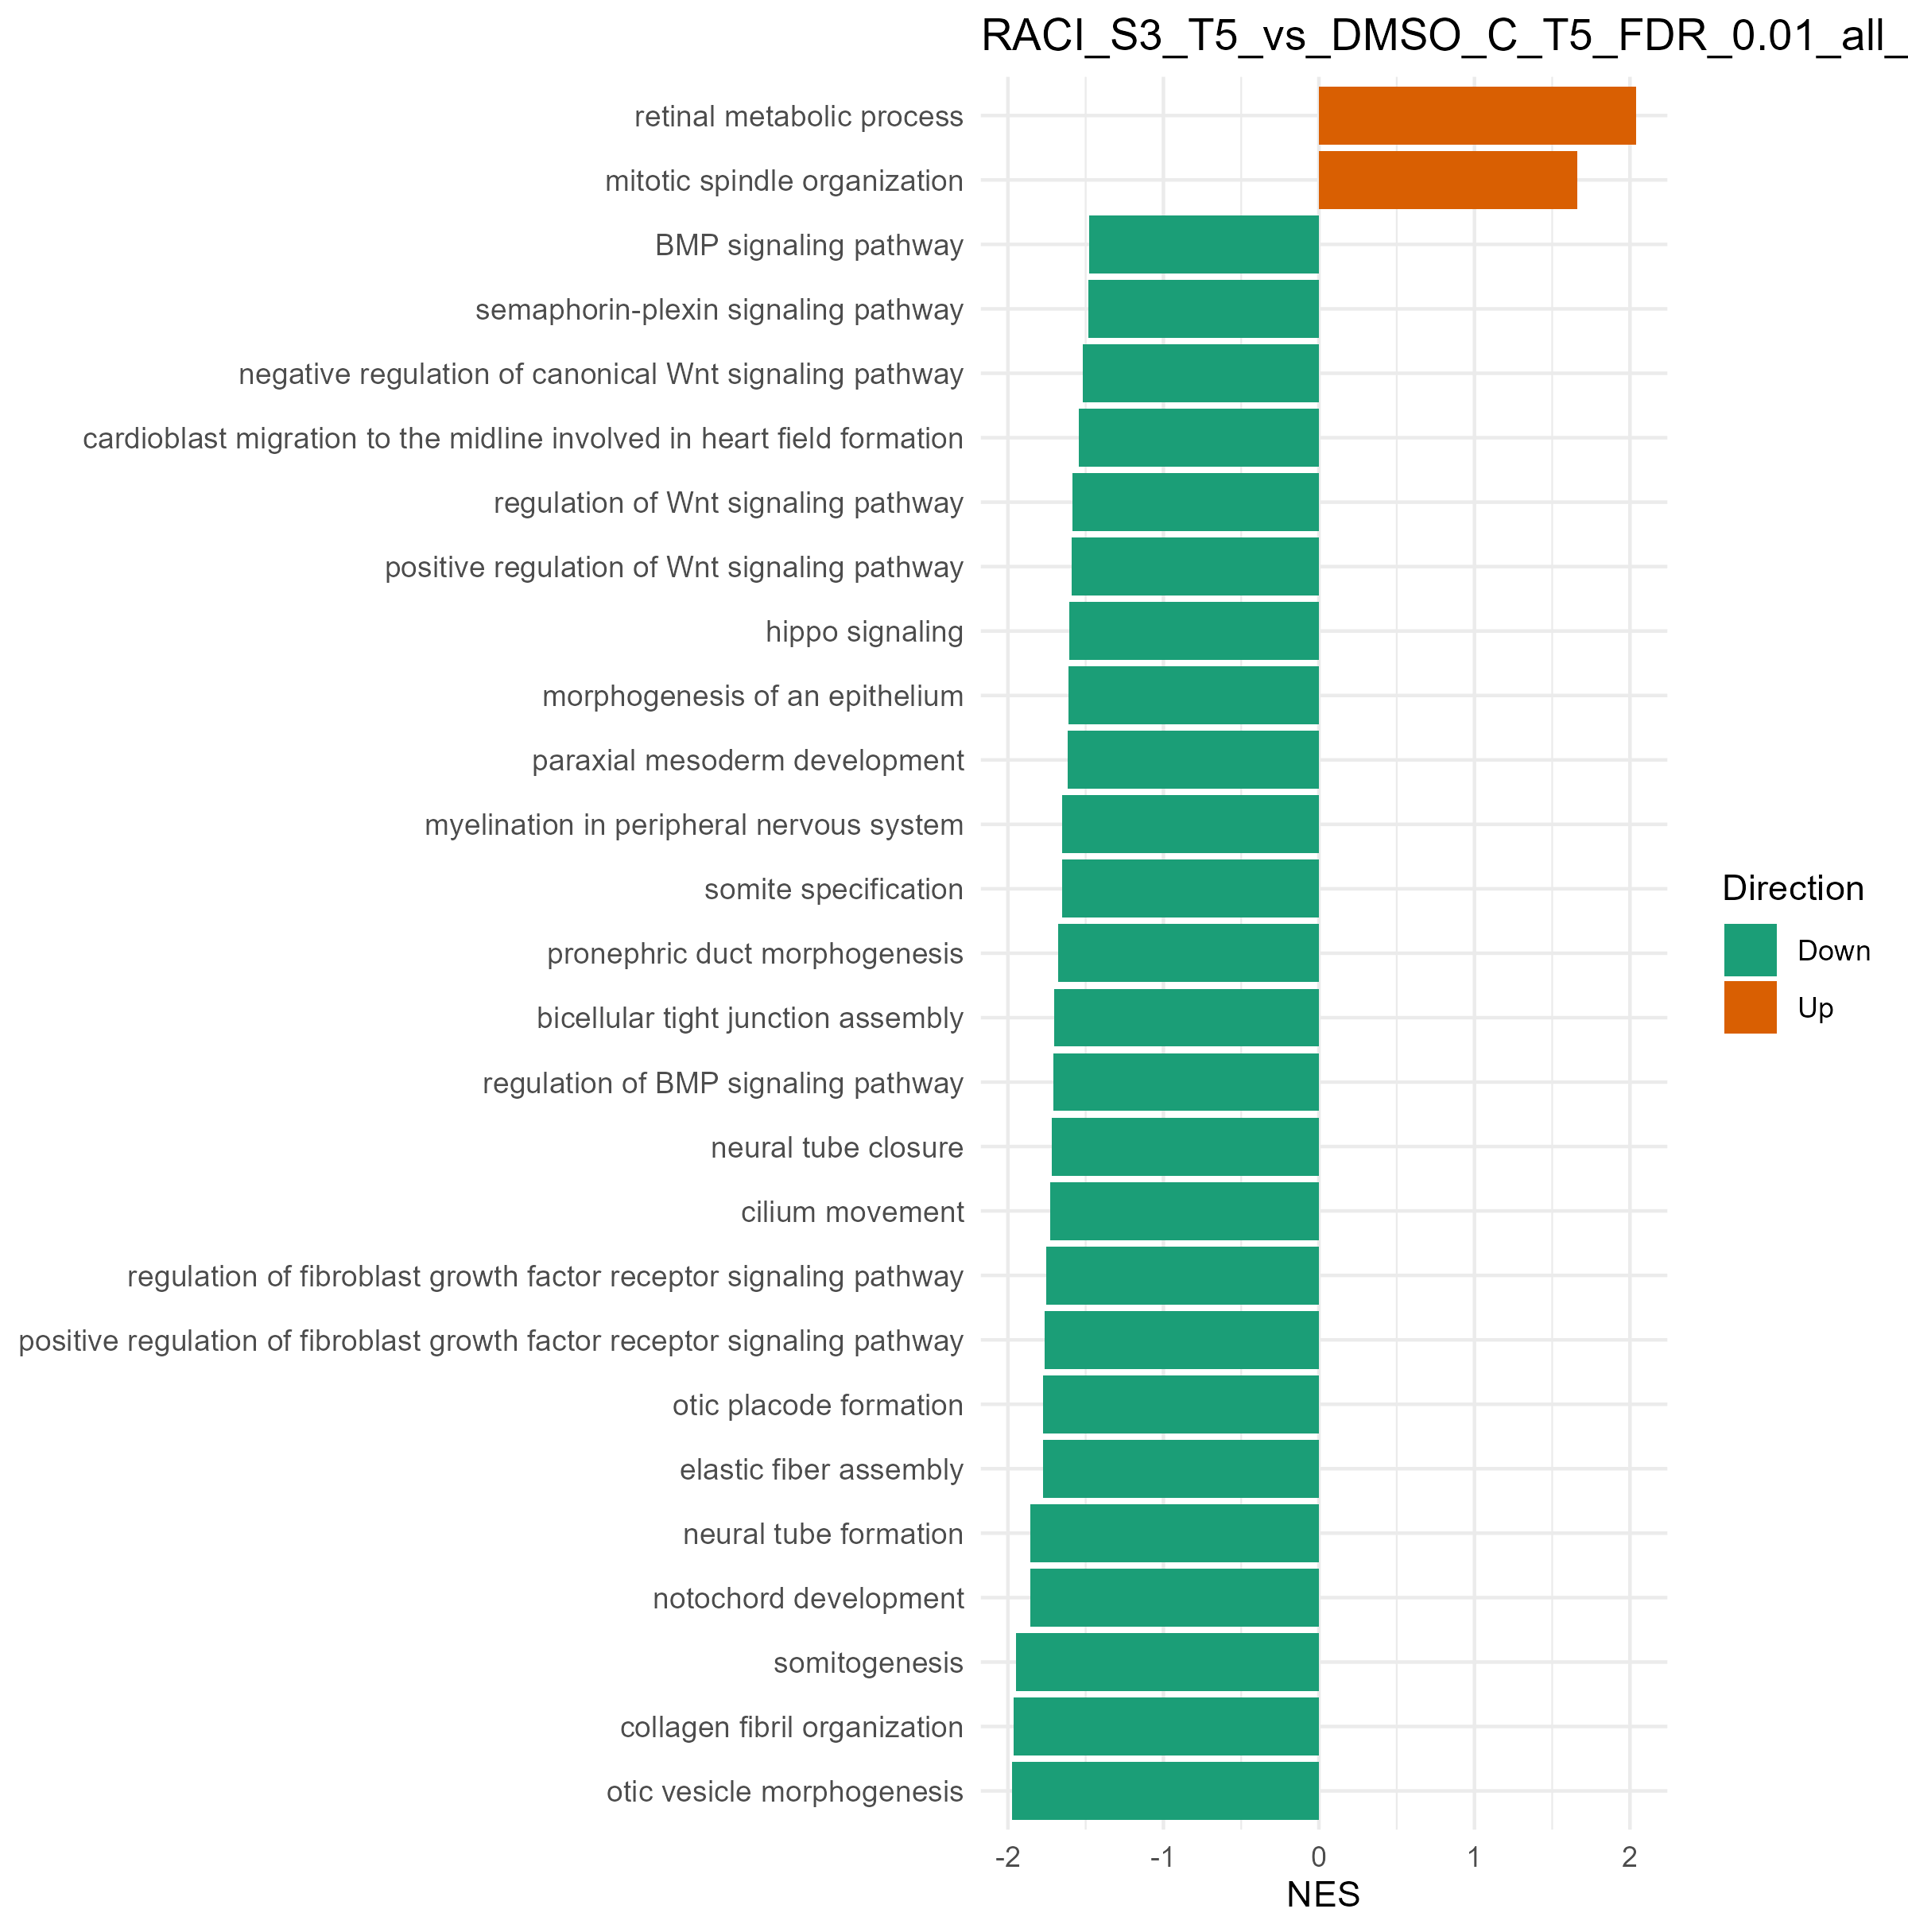 RACI_S3_T5_vs_DMSO_C_T5_FDR_0.01_all_
retinal metabolic process
mitotic spindle organization
BMP signaling pathway
semaphorin-plexin signaling pathway
negative regulation of canonical Wnt signaling pathway
cardioblast migration to the midline involved in heart field formation
regulation of Wnt signaling pathway
positive regulation of Wnt signaling pathway
hippo signaling
morphogenesis of an epithelium
paraxial mesoderm development
myelination in peripheral nervous system
somite specification
pronephric duct morphogenesis
bicellular tight junction assembly
regulation of BMP signaling pathway
neural tube closure
cilium movement
regulation of fibroblast growth factor receptor signaling pathway
positive regulation of fibroblast growth factor receptor signaling pathway
otic placode formation
elastic fiber assembly
neural tube formation
notochord development
somitogenesis
collagen fibril organization
otic vesicle morphogenesis
-2 -1 0 1 2
NES
Direction
Down
Up